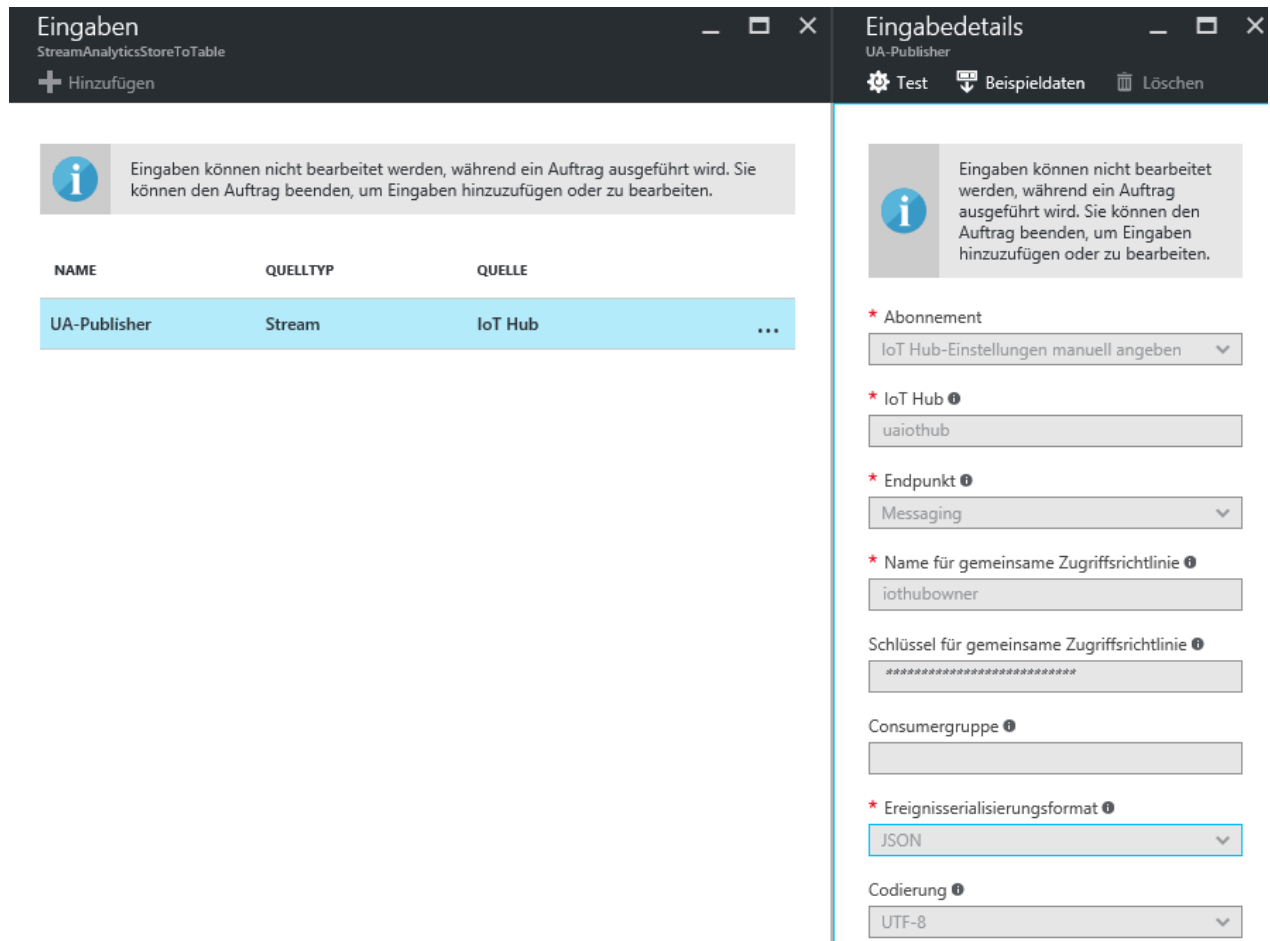 Eingaben
StreamAnalyticsStoreToTable
Hinzufügen
Eingaben können nicht bearbeitet werden, während ein Auftrag ausgeführt wird. Sie
können den Auftrag beenden, um Eingaben hinzuzufügen oder zu bearbeiten.
NAME QUELLTYP QUELLE
UA-Publisher Stream IoT Hub ...
Eingabedetails
UA-Publisher
Test Beispieldaten Löschen
Eingaben können nicht bearbeitet
werden, während ein Auftrag
ausgeführt wird. Sie können den
Auftrag beenden, um Eingaben
hinzuzufügen oder zu bearbeiten.
* Abonnement
IoT Hub-Einstellungen manuell angeben
* IoT Hub
uaiothub
* Endpunkt
Messaging
* Name für gemeinsame Zugriffsrichtlinie
iothubowner
Schlüssel für gemeinsame Zugriffsrichtlinie
***************************
Consumergruppe
* Ereignisserialisierungsformat
JSON
Codierung
UTF-8